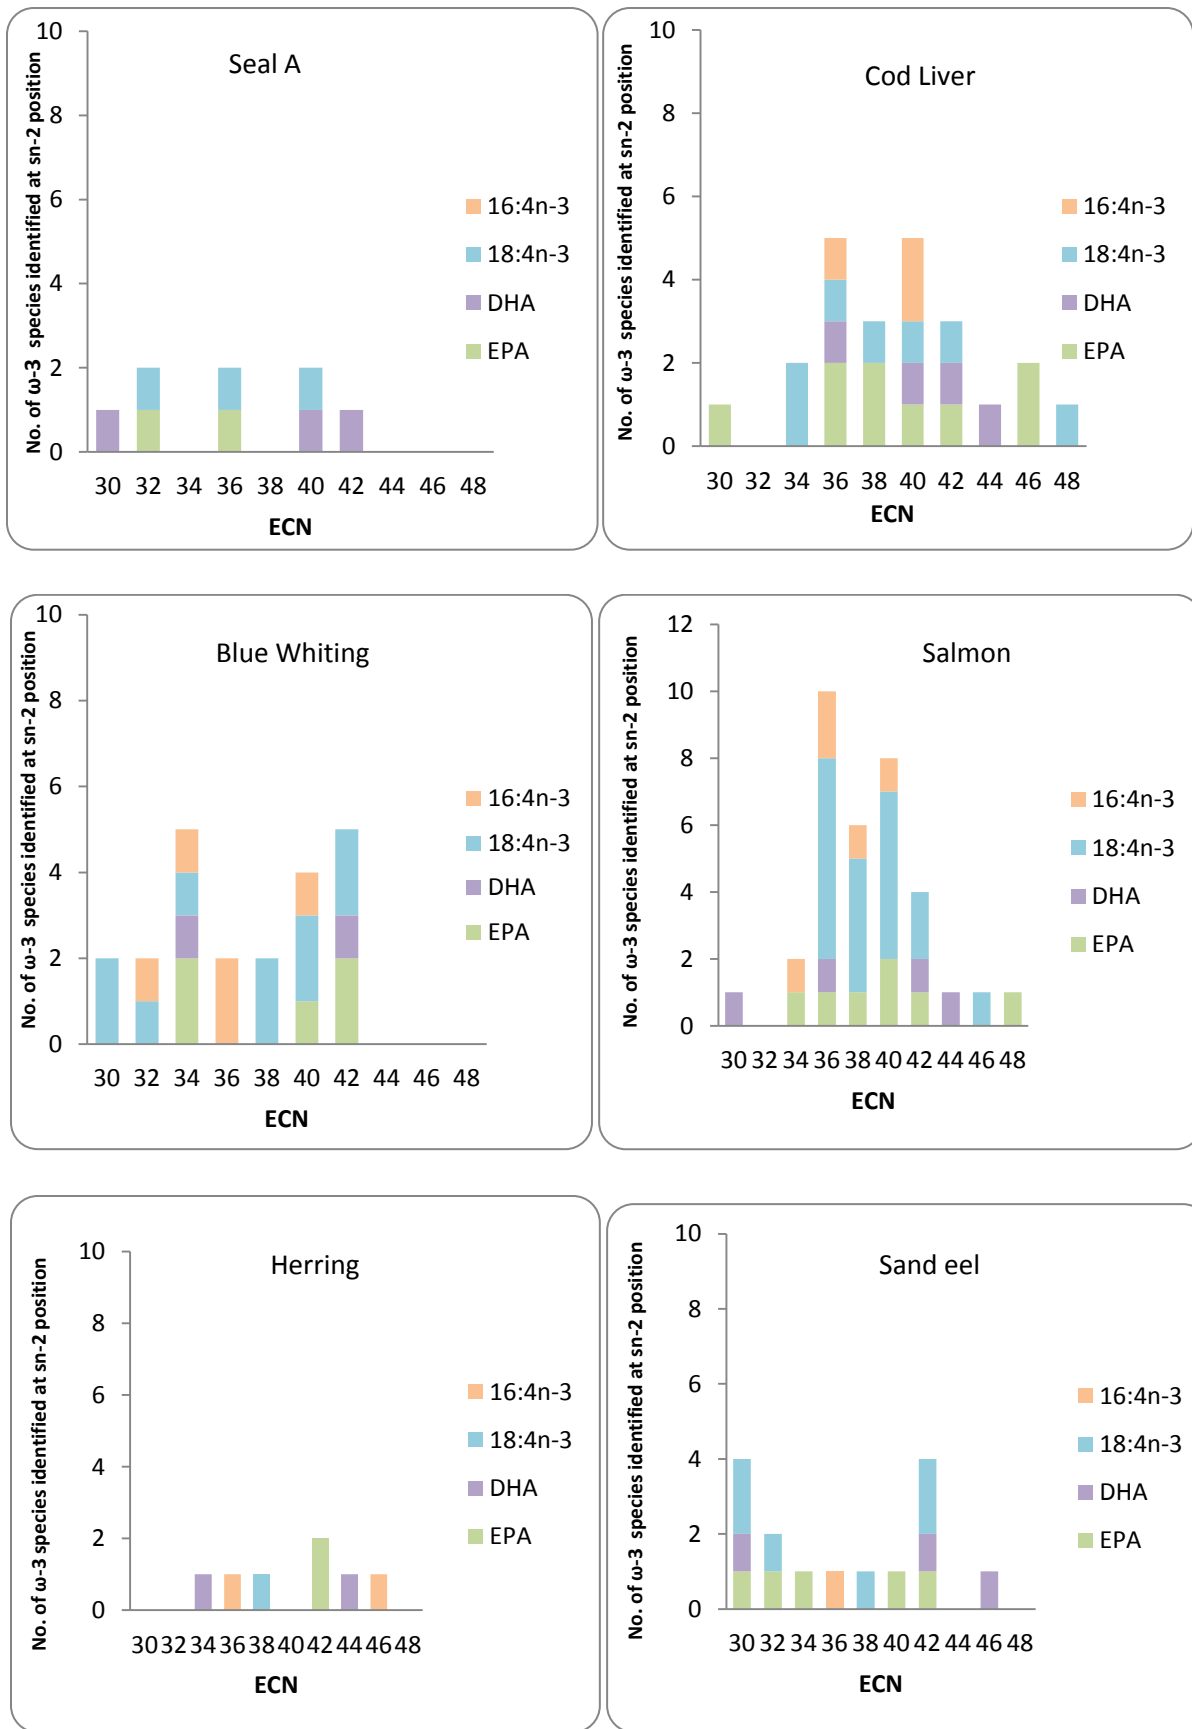 Seal A
No. of ω-3 species identified at sn-2 position
10
8
6
4
2
0
16:4n-3
18:4n-3
DHA
EPA
30 32 34 36 38 40 42 44 46 48
ECN
Cod Liver
No. of ω-3 species identified at sn-2 position
10
8
6
4
2
0
16:4n-3
18:4n-3
DHA
EPA
30 32 34 36 38 40 42 44 46 48
ECN
Blue Whiting
No. of ω-3 species identified at sn-2 position
10
8
6
4
2
0
16:4n-3
18:4n-3
DHA
EPA
30 32 34 36 38 40 42 44 46 48
ECN
Salmon
No. of ω-3 species identified at sn-2 position
12
10
8
6
4
2
0
16:4n-3
18:4n-3
DHA
EPA
30 32 34 36 38 40 42 44 46 48
ECN
Herring
No. of ω-3 species identified at sn-2 position
10
8
6
4
2
0
16:4n-3
18:4n-3
DHA
EPA
30 32 34 36 38 40 42 44 46 48
ECN
Sand eel
No. of ω-3 species identified at sn-2 position
10
8
6
4
2
0
16:4n-3
18:4n-3
DHA
EPA
30 32 34 36 38 40 42 44 46 48
ECN